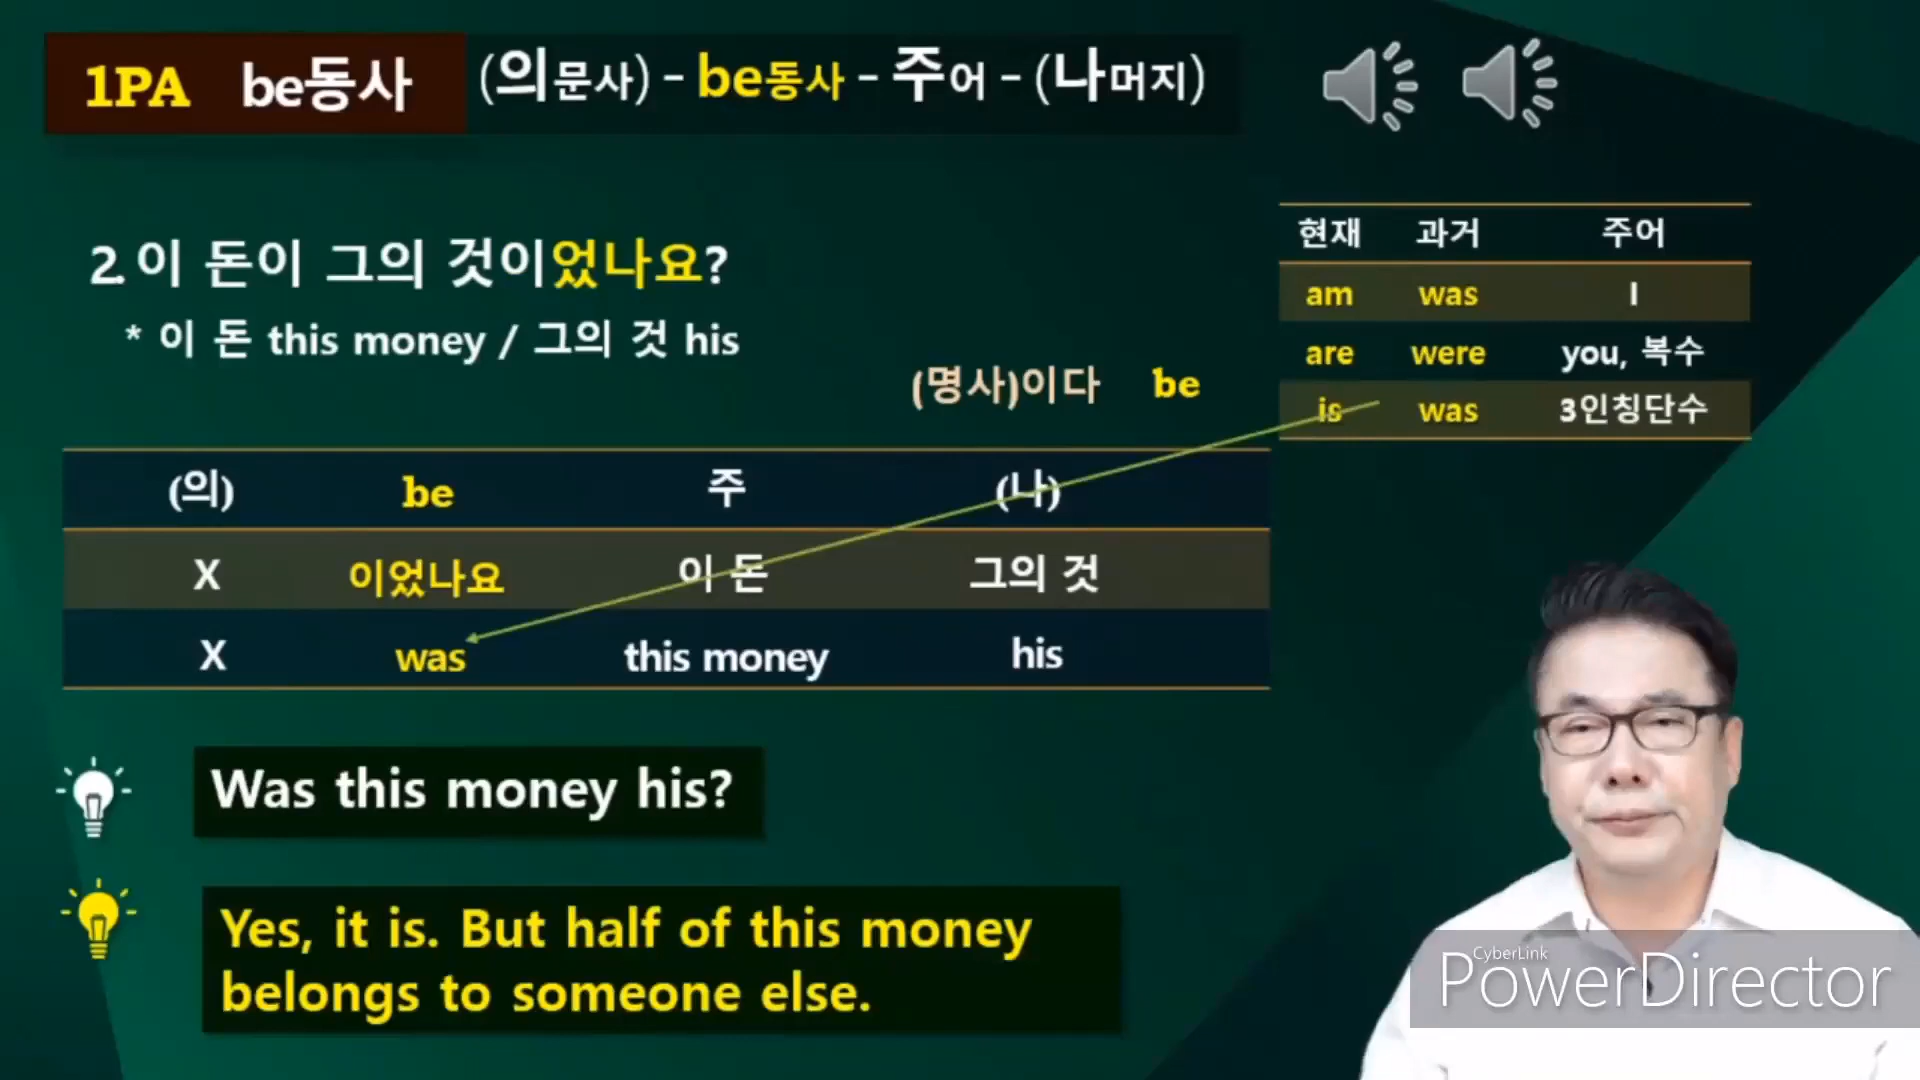 1PA be동사 (의문사) - be동사 - 주어 - (나머지)
2. 이 돈이 그의 것이었나요?
* 이 돈 this money / 그의 것 his
(명사)이다 be
현재 과거 주어
am was I
are were you, 복수
is was 3인칭단수
(의) be 주 (나)
X 이었나요 이 돈 그의 것
X was this money his
Was this money his?
Yes, it is. But half of this money
belongs to someone else.
CyberLink
PowerDirector